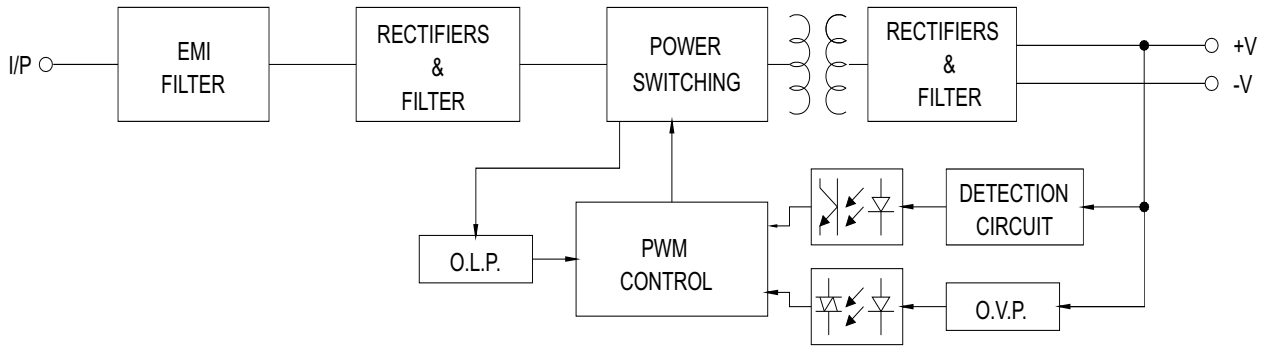 I/P
EMI
FILTER
RECTIFIERS
&
FILTER
POWER
SWITCHING
RECTIFIERS
&
FILTER
+V
-V
DETECTION
CIRCUIT
O.L.P.
PWM
CONTROL
O.V.P.